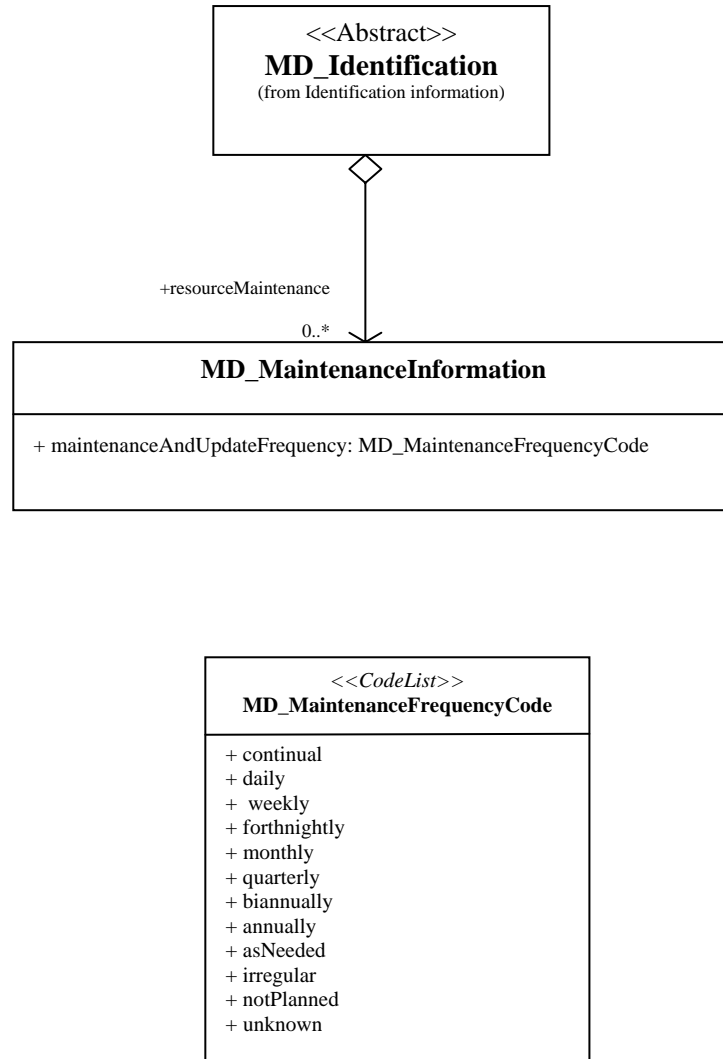 <<Abstract>>
MD_Identification
(from Identification information)
+resourceMaintenance
0..*
MD_MaintenanceInformation
+ maintenanceAndUpdateFrequency: MD_MaintenanceFrequencyCode
<<CodeList>>
MD_MaintenanceFrequencyCode
+ continual
+ daily
+ weekly
+ forthnightly
+ monthly
+ quarterly
+ biannually
+ annually
+ asNeeded
+ irregular
+ notPlanned
+ unknown